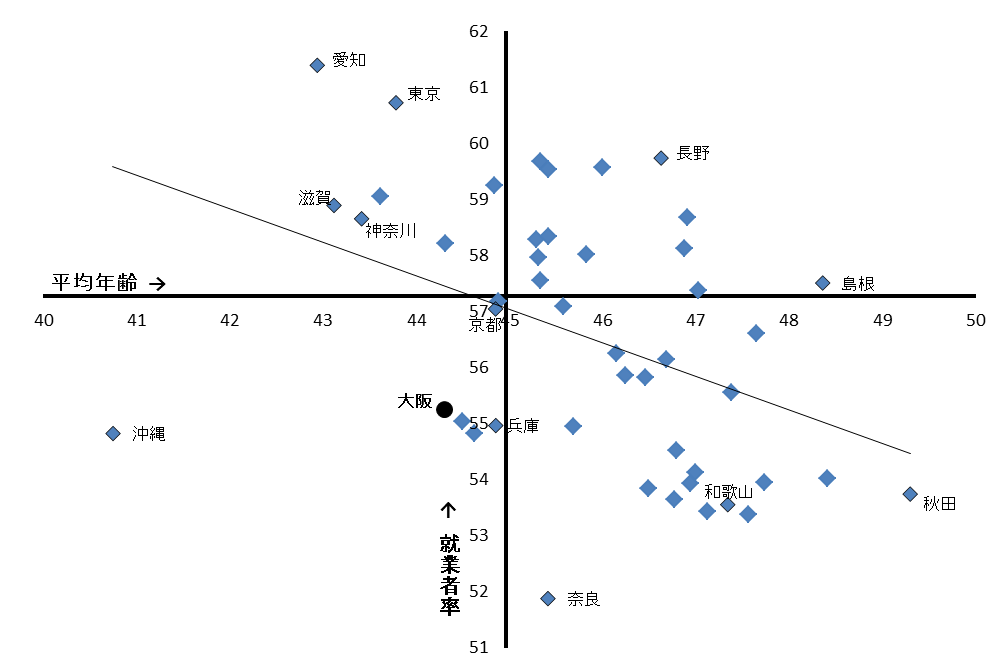 62
愛知
61
東京
60
長野
59
滋賀
神奈川
58
平均年齢 →
島根
57
40 41 42 43 44 45 46 47 48 49 50
京都
56
大阪
55
兵庫
沖縄
54
和歌山
秋田
↑就業者率
53
52
奈良
51